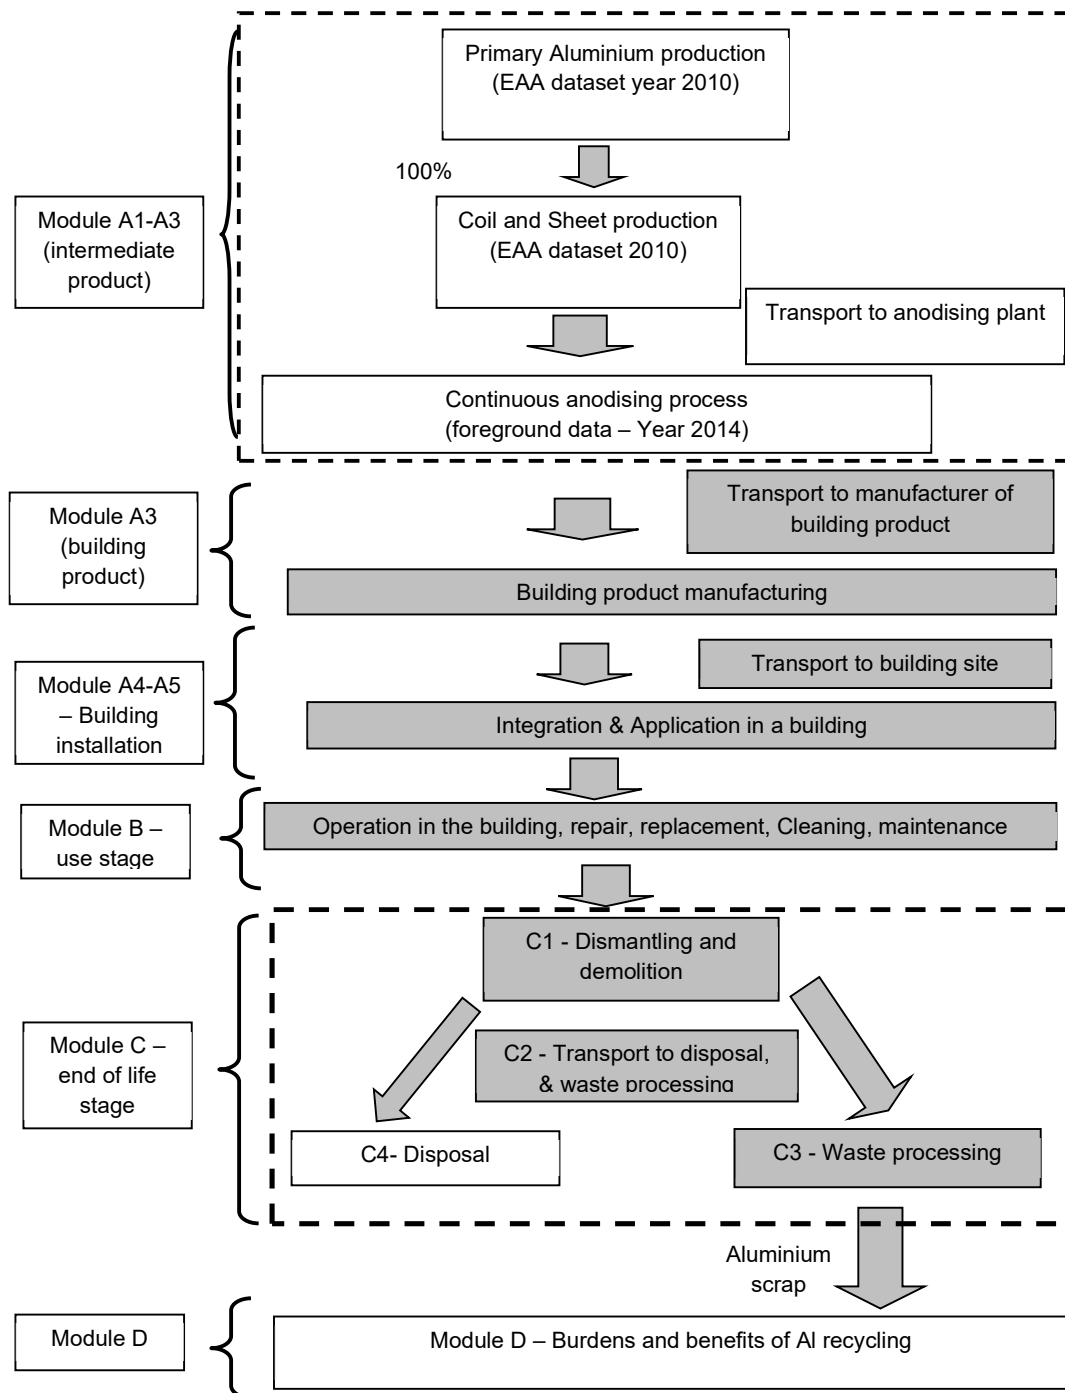 Primary Aluminium production
(EAA dataset year 2010)
100%
Module A1-A3
(intermediate
product)
Coil and Sheet production
(EAA dataset 2010)
Transport to anodising plant
Continuous anodising process
(foreground data – Year 2014)
Module A3
(building
product)
Transport to manufacturer of
building product
Building product manufacturing
Module A4-A5
– Building
installation
Transport to building site
Integration & Application in a building
Module B –
use stage
Operation in the building, repair, replacement, Cleaning, maintenance
Module C –
end of life
stage
C1 - Dismantling and
demolition
C2 - Transport to disposal,
& waste processing
C4- Disposal
C3 - Waste processing
Aluminium
scrap
Module D
Module D – Burdens and benefits of Al recycling